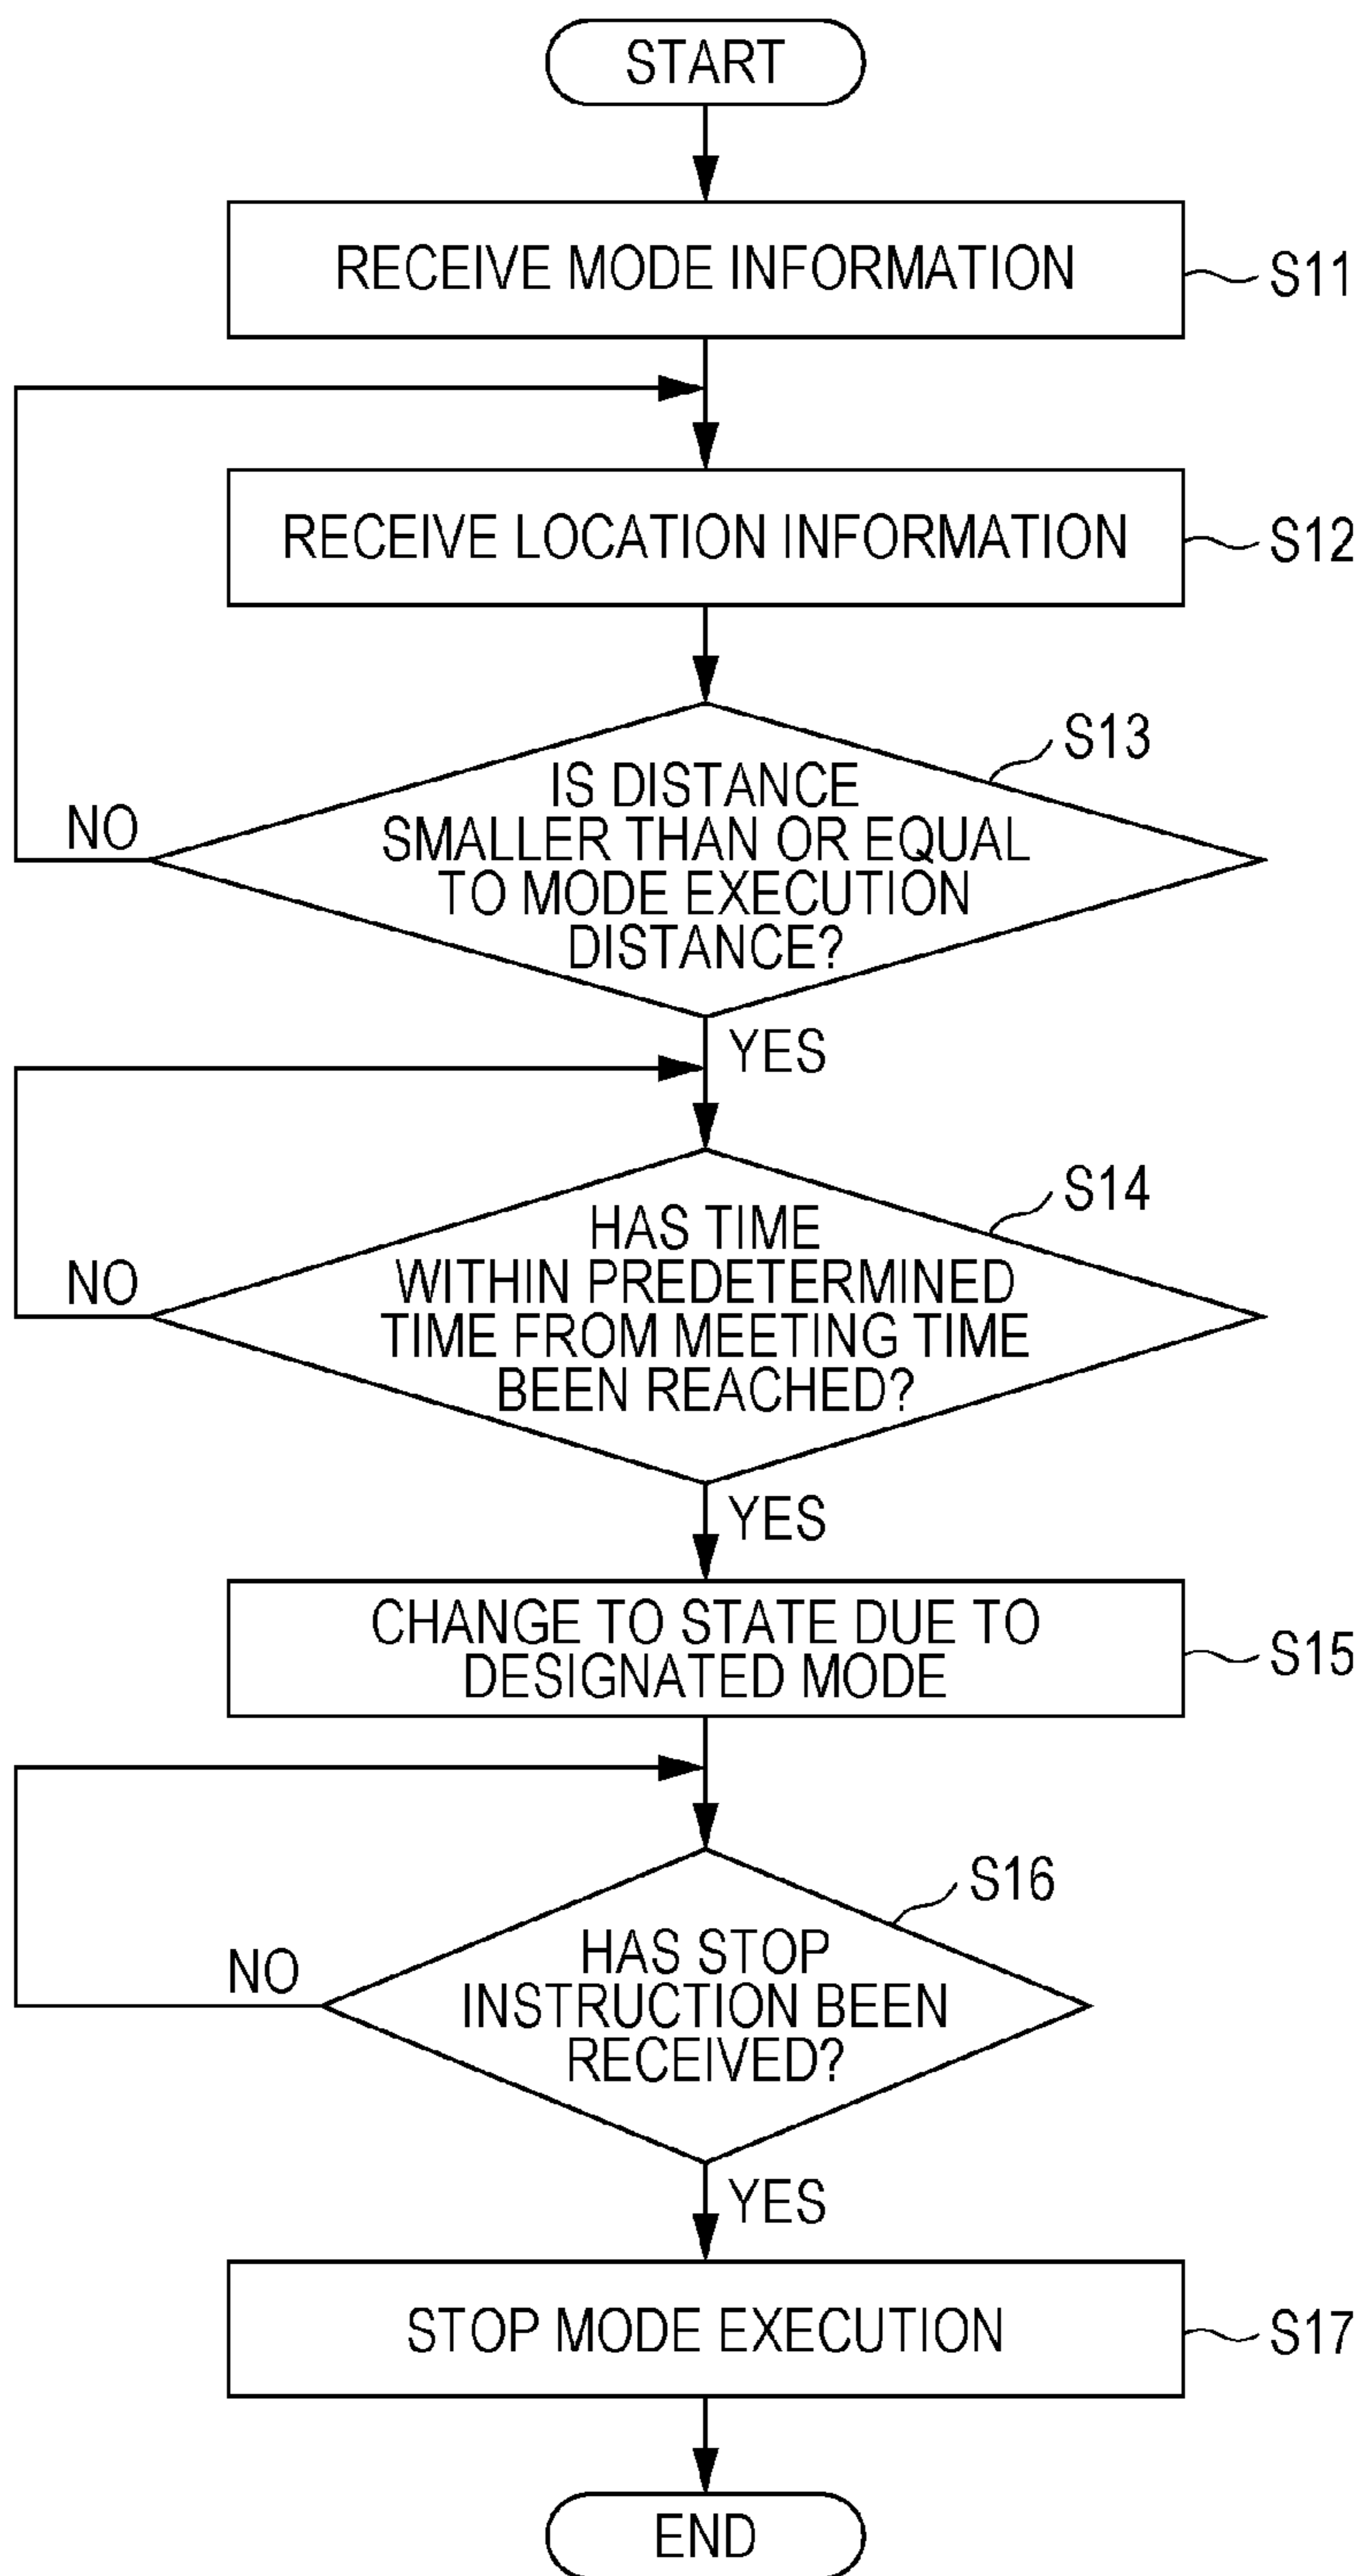 START
RECEIVE MODE INFORMATION
S11
RECEIVE LOCATION INFORMATION
S12
S13
IS DISTANCE
SMALLER THAN OR EQUAL
TO MODE EXECUTION
DISTANCE?
NO
YES
S14
HAS TIME
WITHIN PREDETERMINED
TIME FROM MEETING TIME
BEEN REACHED?
NO
YES
CHANGE TO STATE DUE TO
DESIGNATED MODE
S15
S16
HAS STOP
INSTRUCTION BEEN
RECEIVED?
NO
YES
STOP MODE EXECUTION
S17
END